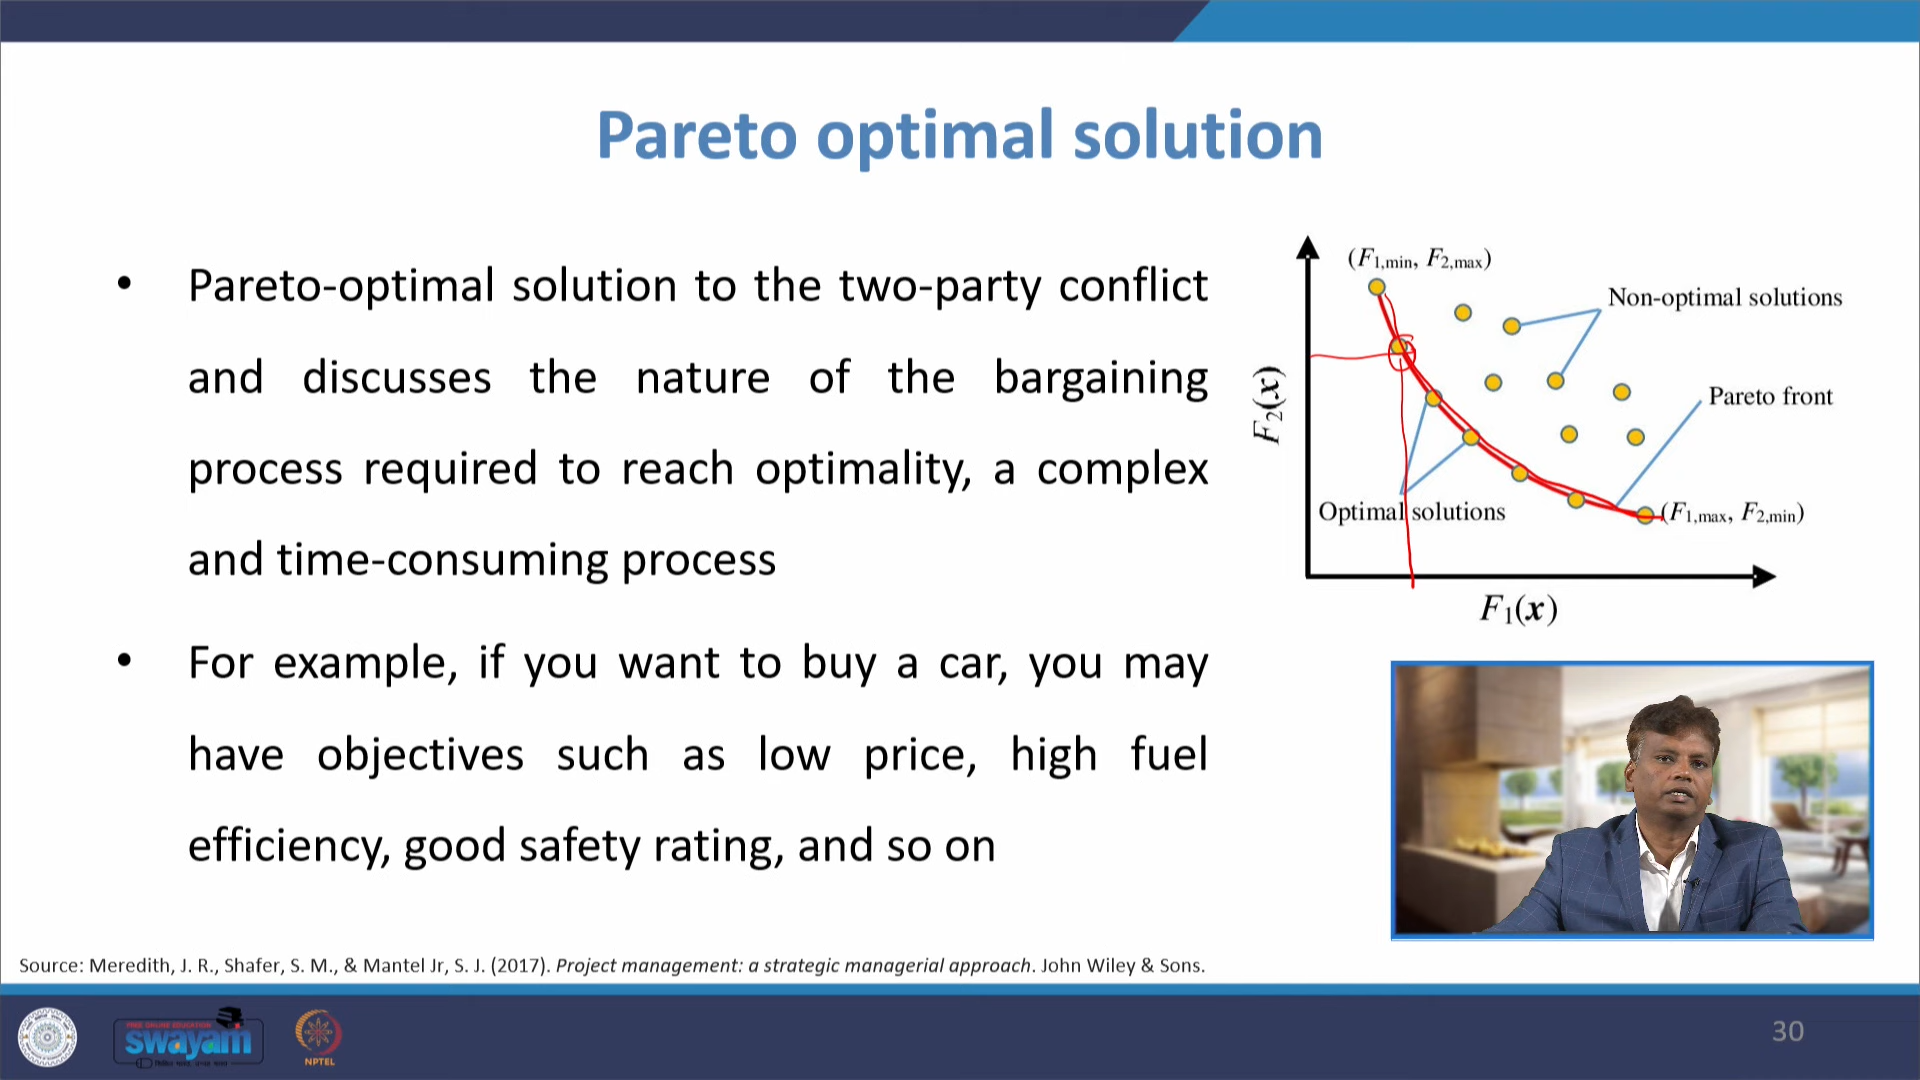 Pareto optimal solution
• Pareto-optimal solution to the two-party conflict
and discusses the nature of the bargaining
process required to reach optimality, a complex
and time-consuming process
• For example, if you want to buy a car, you may
have objectives such as low price, high fuel
efficiency, good safety rating, and so on
(F1,min, F2,max)
Non-optimal solutions
Pareto front
F2(x)
Optimal solutions
(F1,max, F2,min)
F1(x)
Source: Meredith, J. R., Shafer, S. M., & Mantel Jr, S. J. (2017). Project management: a strategic managerial approach. John Wiley & Sons.
FREE ONLINE EDUCATION
swayam
NPTEL
30